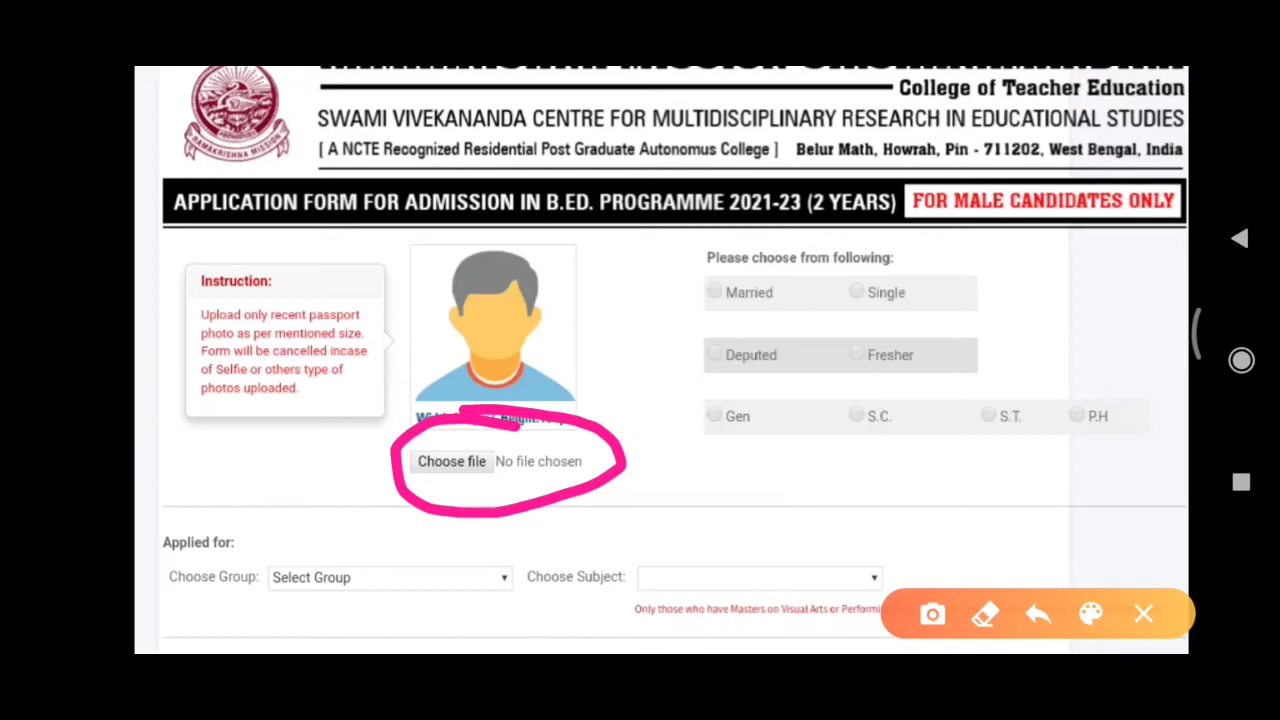 College of Teacher Education
SWAMI VIVEKANANDA CENTRE FOR MULTIDISCIPLINARY RESEARCH IN EDUCATIONAL STUDIES
[ A NCTE Recognized Residential Post Graduate Autonomus College ] Belur Math, Howrah, Pin - 711202, West Bengal, India
RAMAKRISHNA MISSION
APPLICATION FORM FOR ADMISSION IN B.ED. PROGRAMME 2021-23 (2 YEARS) FOR MALE CANDIDATES ONLY
Instruction:
Upload only recent passport
photo as per mentioned size.
Form will be cancelled incase
of Selfie or others type of
photos uploaded.
Choose file No file chosen
Please choose from following:
Married Single
Deputed Fresher
Gen S.C. S.T. P.H
Applied for:
Choose Group: Select Group Choose Subject:
Only those who have Masters on Visual Arts or